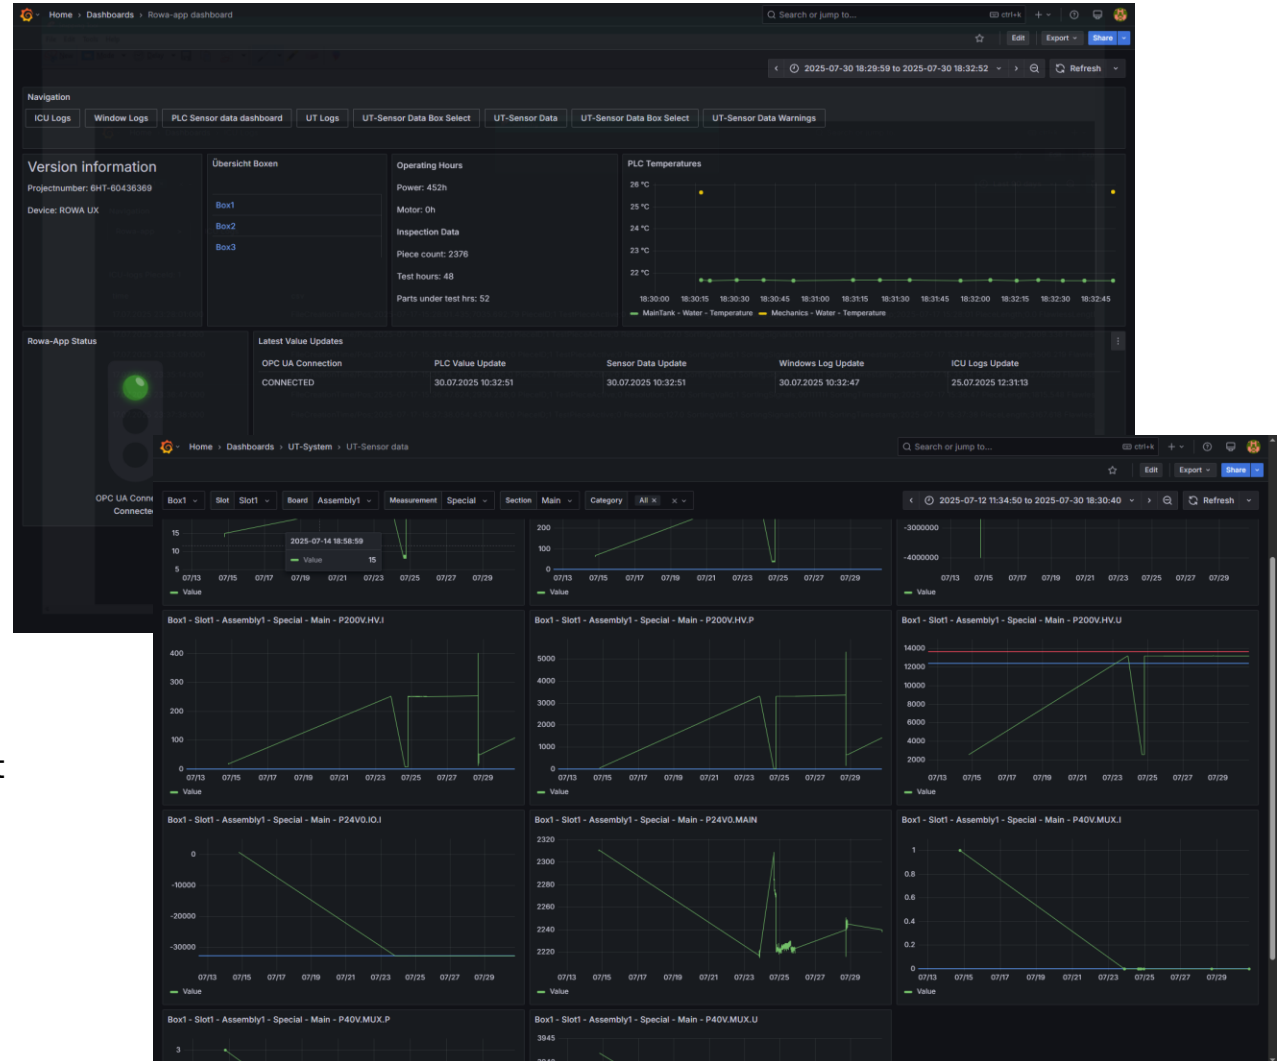 Home › Dashboards › Rowa-app dashboard
Search or jump to...
ctrl+k
Edit
Export
Share
2025-07-30 18:29:59 to 2025-07-30 18:32:52
Refresh
Navigation
ICU Logs
Window Logs
PLC Sensor data dashboard
UT Logs
UT-Sensor Data Box Select
UT-Sensor Data
UT-Sensor Data Box Select
UT-Sensor Data Warnings
Version information
Projectnumber: 6HT-60436369
Device: ROWA UX
Übersicht Boxen
Box1
Box2
Box3
Operating Hours
Power: 452h
Motor: 0h
Inspection Data
Piece count: 2376
Test hours: 48
Parts under test hrs: 52
PLC Temperatures
26 °C
25 °C
24 °C
23 °C
22 °C
18:30:00 18:30:15 18:30:30 18:30:45 18:31:00 18:31:15 18:31:30 18:31:45 18:32:00 18:32:15 18:32:30 18:32:45
MainTank - Water - Temperature
Mechanics - Water - Temperature
Rowa-App Status
OPC UA Conne
Connecte
Latest Value Updates
OPC UA Connection PLC Value Update Sensor Data Update Windows Log Update ICU Logs Update
CONNECTED 30.07.2025 10:32:51 30.07.2025 10:32:51 30.07.2025 10:32:47 25.07.2025 12:31:13
t
Home › Dashboards › UT-System › UT-Sensor data
Search or jump to...
ctrl+k
Edit
Export
Share
Box1
Slot Slot1
Board Assembly1
Measurement Special
Section Main
Category All ×
2025-07-12 11:34:50 to 2025-07-30 18:30:40
Refresh
15
10
5
2025-07-14 18:58:59
Value 15
07/13 07/15 07/17 07/19 07/21 07/23 07/25 07/27 07/29
Value
200
100
0
07/13 07/15 07/17 07/19 07/21 07/23 07/25 07/27 07/29
Value
-3000000
-4000000
07/13 07/15 07/17 07/19 07/21 07/23 07/25 07/27 07/29
Value
Box1 - Slot1 - Assembly1 - Special - Main - P200V.HV.I
400
300
200
100
0
07/13 07/15 07/17 07/19 07/21 07/23 07/25 07/27 07/29
Value
Box1 - Slot1 - Assembly1 - Special - Main - P200V.HV.P
5000
4000
3000
2000
1000
0
07/13 07/15 07/17 07/19 07/21 07/23 07/25 07/27 07/29
Value
Box1 - Slot1 - Assembly1 - Special - Main - P200V.HV.U
14000
12000
10000
8000
6000
4000
2000
07/13 07/15 07/17 07/19 07/21 07/23 07/25 07/27 07/29
Value
Box1 - Slot1 - Assembly1 - Special - Main - P24V0.IO.I
0
-10000
-20000
-30000
07/13 07/15 07/17 07/19 07/21 07/23 07/25 07/27 07/29
Value
Box1 - Slot1 - Assembly1 - Special - Main - P24V0.MAIN
2320
2300
2280
2260
2240
2220
07/13 07/15 07/17 07/19 07/21 07/23 07/25 07/27 07/29
Value
Box1 - Slot1 - Assembly1 - Special - Main - P40V.MUX.I
1
0.8
0.6
0.4
0.2
0
07/13 07/15 07/17 07/19 07/21 07/23 07/25 07/27 07/29
Value
Box1 - Slot1 - Assembly1 - Special - Main - P40V.MUX.P
3
Box1 - Slot1 - Assembly1 - Special - Main - P40V.MUX.U
3945